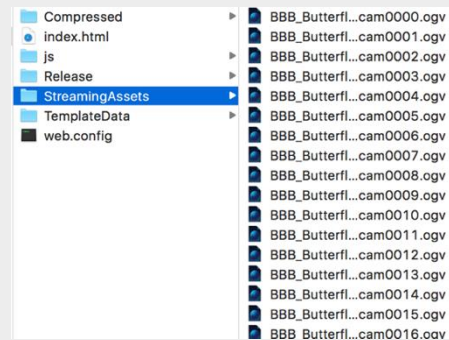 Compressed
index.html
js
Release
StreamingAssets
TemplateData
web.config
BBB_Butterfl...cam0000.ogv
BBB_Butterfl...cam0001.ogv
BBB_Butterfl...cam0002.ogv
BBB_Butterfl...cam0003.ogv
BBB_Butterfl...cam0004.ogv
BBB_Butterfl...cam0005.ogv
BBB_Butterfl...cam0006.ogv
BBB_Butterfl...cam0007.ogv
BBB_Butterfl...cam0008.ogv
BBB_Butterfl...cam0009.ogv
BBB_Butterfl...cam0010.ogv
BBB_Butterfl...cam0011.ogv
BBB_Butterfl...cam0012.ogv
BBB_Butterfl...cam0013.ogv
BBB_Butterfl...cam0014.ogv
BBB_Butterfl...cam0015.ogv
BBB_Butterfl...cam0016.ogv